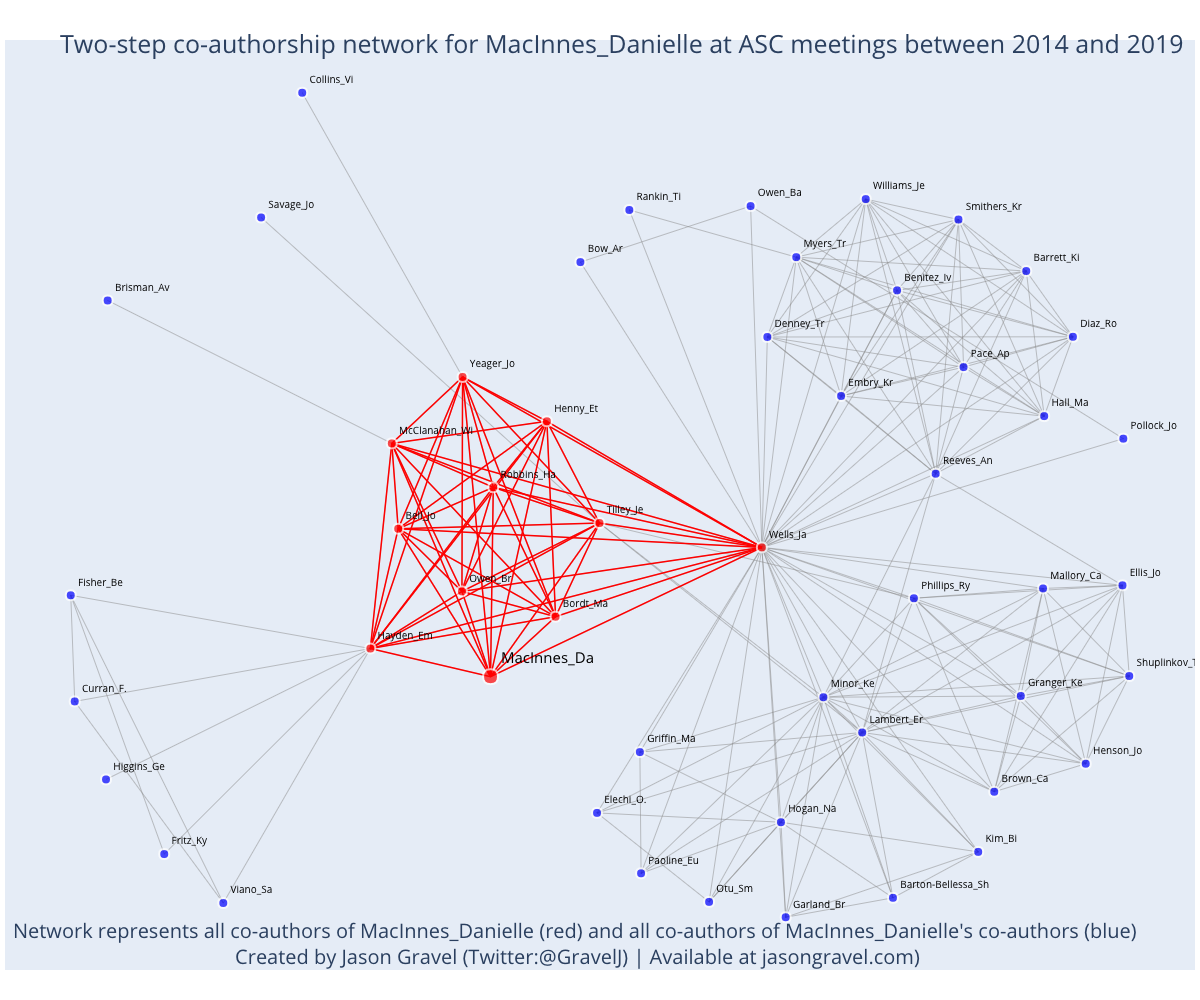 Two-step co-authorship network for MacInnes_Danielle at ASC meetings between 2014 and 2019
Collins_Vi
Savage_Jo
Brisman_Av
Rankin_Ti
Owen_Ba
Williams_Je
Smithers_Kr
Bow_Ar
Myers_Tr
Barrett_Ki
Benitez_Iv
Denney_Tr
Diaz_Ro
Pace_Ap
Yeager_Jo
Embry_Kr
Henny_Et
Hall_Ma
McClanahan_Wi
Pollock_Jo
Reeves_An
Robbins_Ha
Bell_Jo
Tilley_Je
Wells_Ja
Owen_Br
Fisher_Be
Phillips_Ry
Mallory_Ca
Ellis_Jo
Bordt_Ma
Hayden_Em
MacInnes_Da
Shuplinkov_T
Curran_F.
Minor_Ke
Granger_Ke
Lambert_Er
Griffin_Ma
Henson_Jo
Higgins_Ge
Brown_Ca
Elechi_O.
Hogan_Na
Fritz_Ky
Kim_Bi
Paoline_Eu
Viano_Sa
Otu_Sm
Barton-Bellessa_Sh
Garland_Br
Network represents all co-authors of MacInnes_Danielle (red) and all co-authors of MacInnes_Danielle's co-authors (blue)
Created by Jason Gravel (Twitter:@GravelJ) | Available at jasongravel.com)